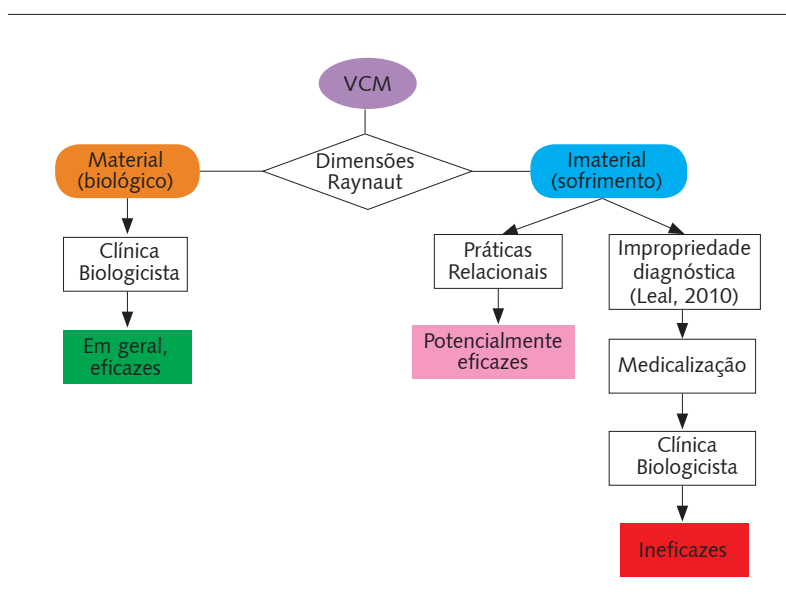 VCM
Dimensões
Raynaut
Material
(biológico)
Imaterial
(sofrimento)
Clínica
Biologicista
Em geral,
eficazes
Práticas
Relacionais
Potencialmente
eficazes
Impropriedade
diagnóstica
(Leal, 2010)
Medicalização
Clínica
Biologicista
Ineficazes